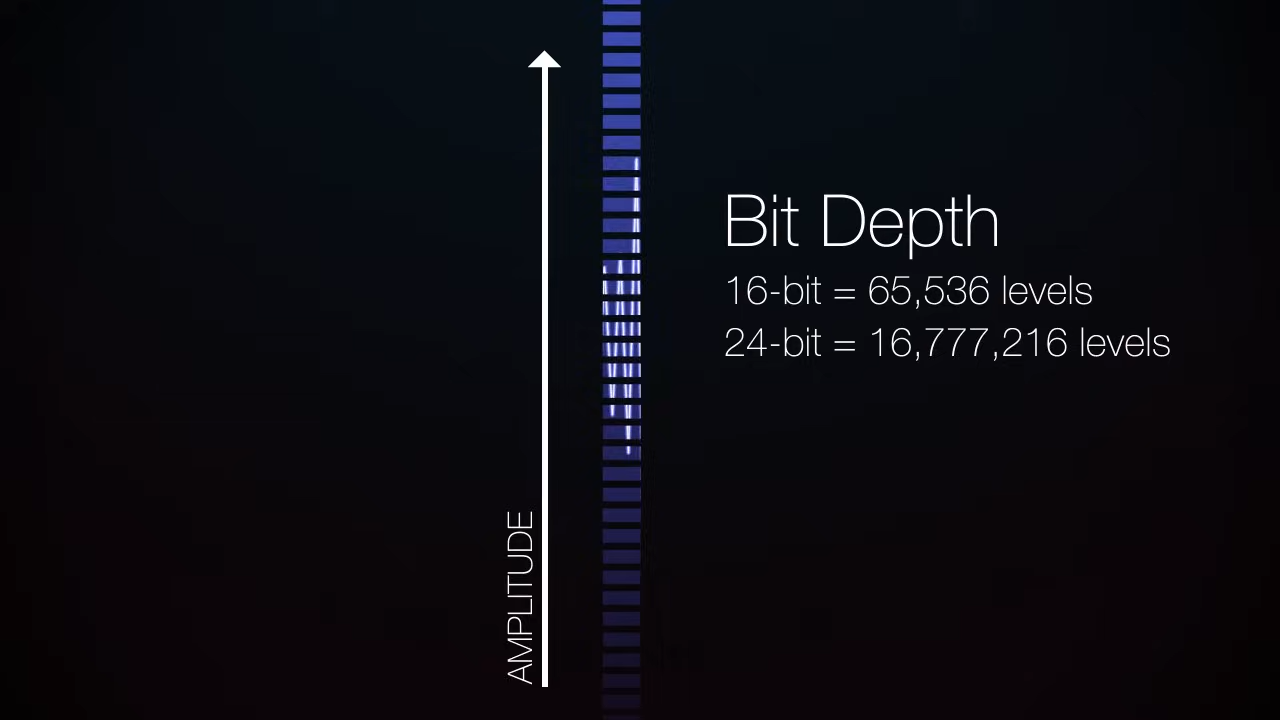 Bit Depth
16-bit = 65,536 levels
24-bit = 16,777,216 levels
AMPLITUDE